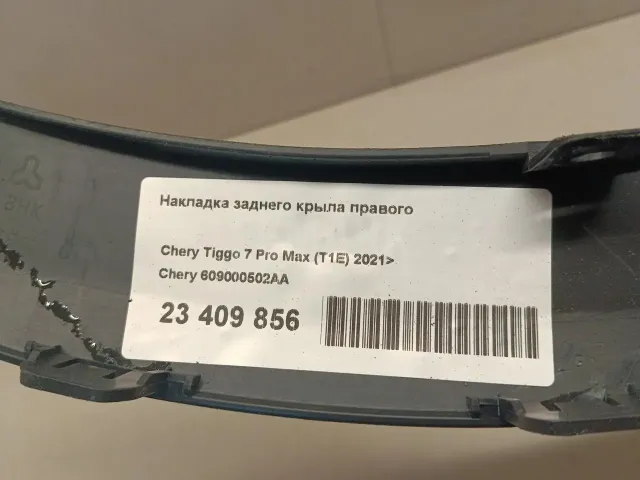 Накладка заднего крыла правого
Chery Tiggo 7 Pro Max (T1E) 2021>
Chery 609000502AA
23 409 856